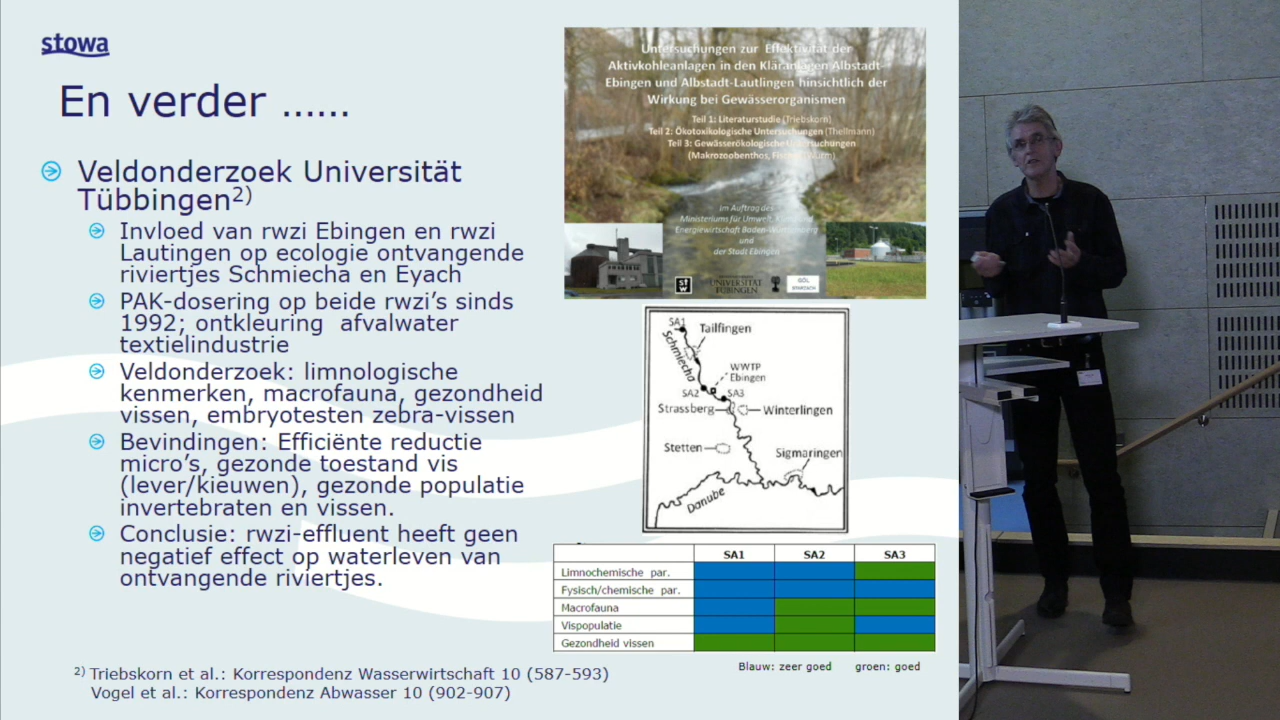 stowa
En verder ......
Veldonderzoek Universität
Tübbingen2)
Invloed van rwzi Ebingen en rwzi
Lautingen op ecologie ontvangende
riviertjes Schmiecha en Eyach
PAK-dosering op beide rwzi's sinds
1992; ontkleuring afvalwater
textielindustrie
Veldonderzoek: limnologische
kenmerken, macrofauna, gezondheid
vissen, embryotesten zebra-vissen
Bevindingen: Efficiënte reductie
micro's, gezonde toestand vis
(lever/kieuwen), gezonde populatie
invertebraten en vissen.
Conclusie: rwzi-effluent heeft geen
negatief effect op waterleven van
ontvangende riviertjes.
2) Triebskorn et al.: Korrespondenz Wasserwirtschaft 10 (587-593)
Vogel et al.: Korrespondenz Abwasser 10 (902-907)
Untersuchungen zur Effektivität der
Aktivkohleanlagen in den Kläranlagen Albstadt-
Ebingen und Albstadt-Lautlingen hinsichtlich der
Wirkung bei Gewässerorganismen
Teil 1: Literaturstudie (Triebskorn)
Teil 2: Ökotoxikologische Untersuchungen (Thellmann)
Teil 3: Gewässerökologische Untersuchungen
(Makrozoobenthos, Fische) (Wurm)
Im Auftrag des
Ministeriums für Umwelt, Klima und
Energiewirtschaft Baden-Württemberg
und
der Stadt Ebingen
UNIVERSITÄT
TÜBINGEN
SA1
Tailfingen
Schmiecha
WWTP
Ebingen
SA2
SA3
Strassberg
Winterlingen
Stetten
Sigmaringen
Danube
SA1 SA2 SA3
Limnochemische par.
Fysisch/chemische par.
Macrofauna
Vispopulatie
Gezondheid vissen
Blauw: zeer goed groen: goed